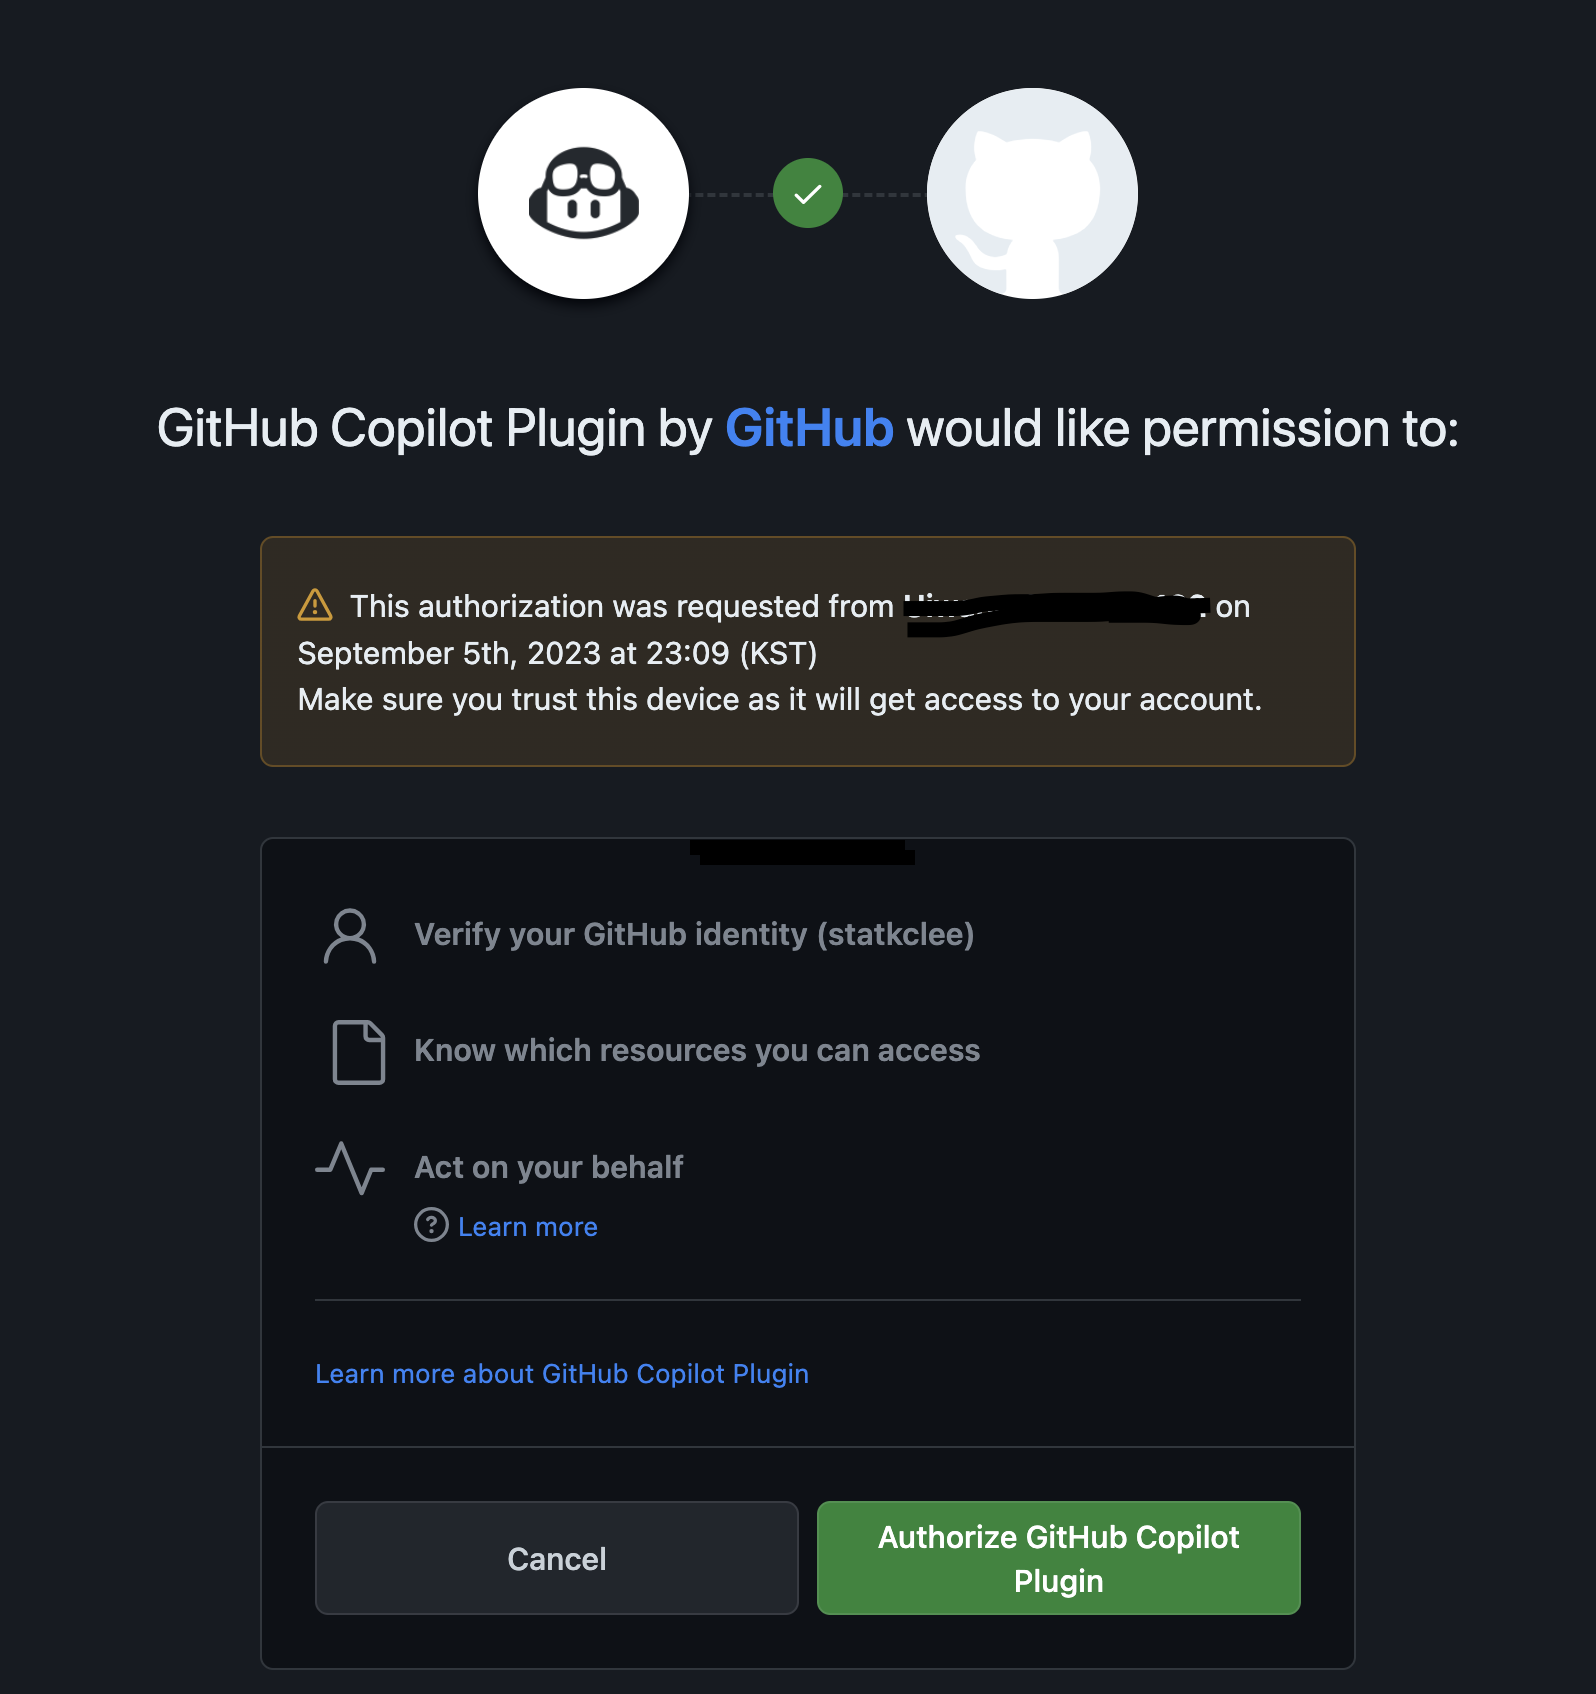 GitHub Copilot Plugin by GitHub would like permission to:
This authorization was requested from on
September 5th, 2023 at 23:09 (KST)
Make sure you trust this device as it will get access to your account.
Verify your GitHub identity (statkclee)
Know which resources you can access
Act on your behalf
Learn more
Learn more about GitHub Copilot Plugin
Cancel
Authorize GitHub Copilot
Plugin